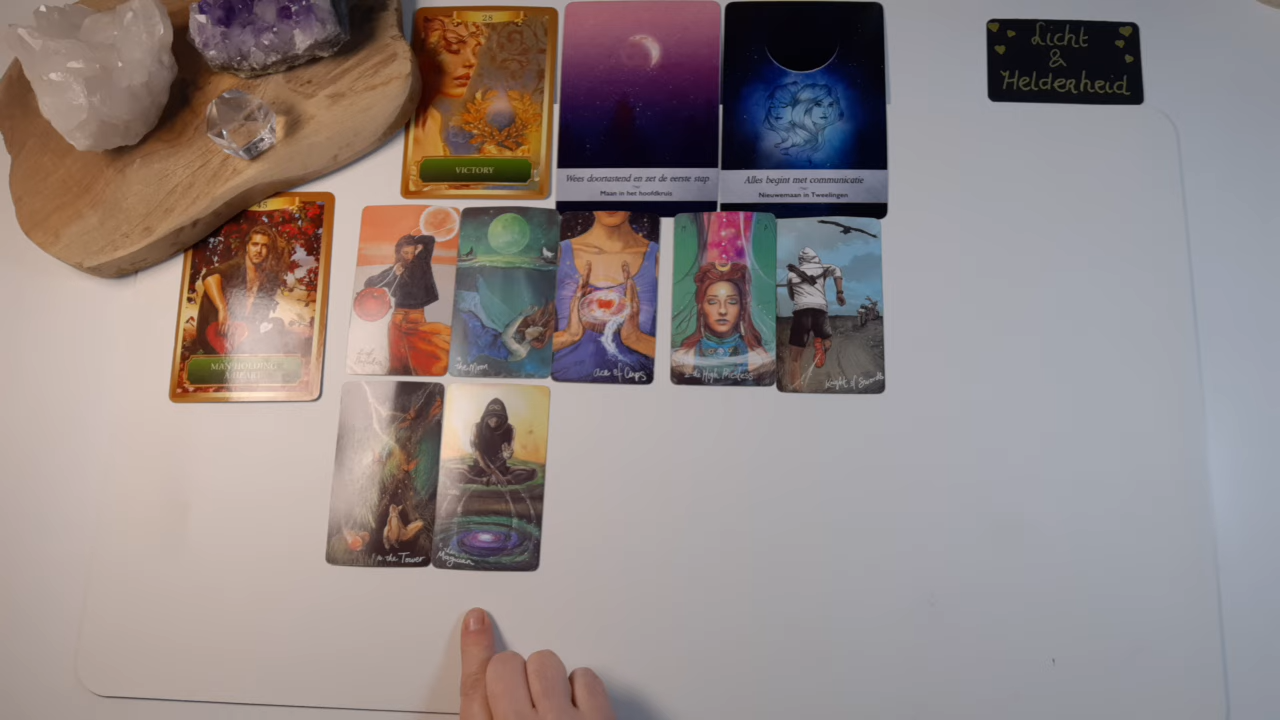 28
VICTORY
Wees doortastend en zet de eerste stap
Maan in het hoofdkruis
Alles begint met communicatie
Nieuwemaan in Tweelingen
Licht
&
Helderheid
MAN HOLDING
A HEART
the Moon
ace of Cups
the High Priestess
Knight of Swords
the Tower
the
Magician